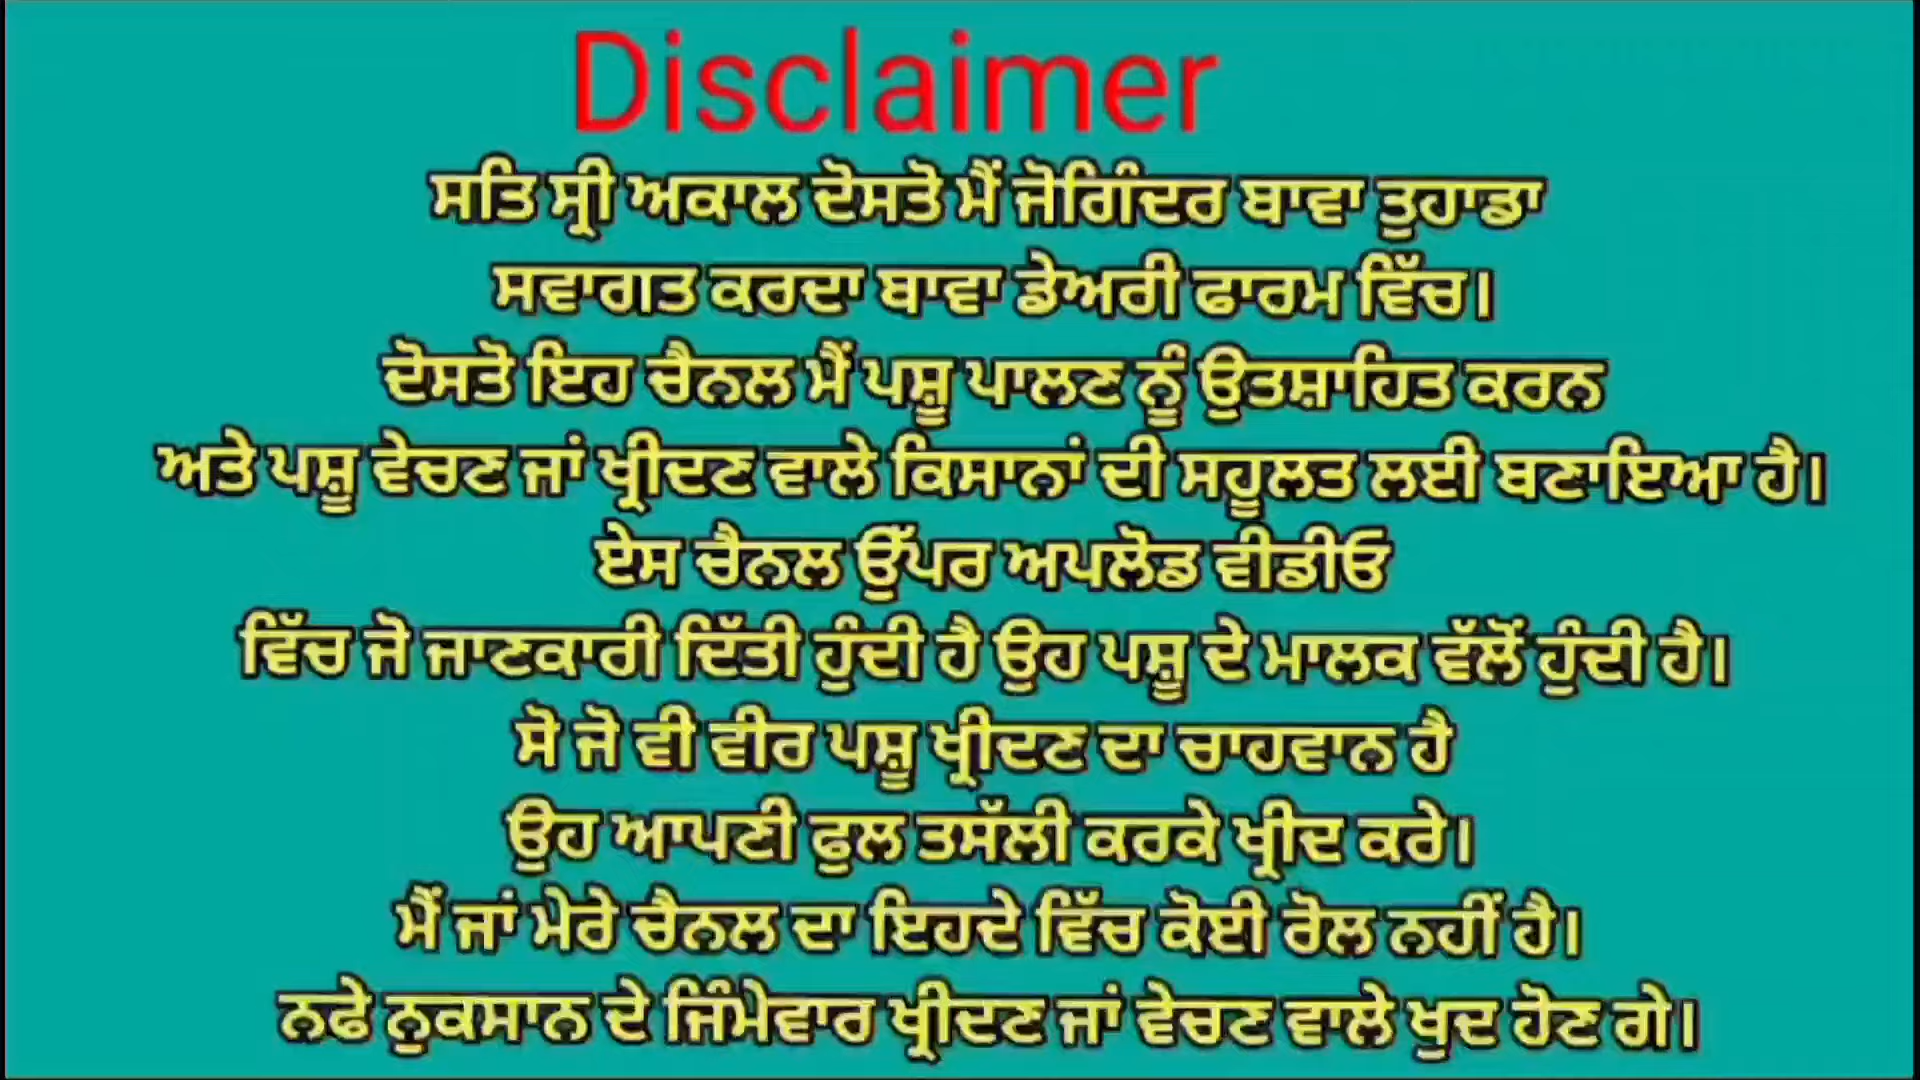 Disclaimer
ਸਤਿ ਸ੍ਰੀ ਅਕਾਲ ਦੋਸਤੋ ਮੈਂ ਜੋਗਿੰਦਰ ਬਾਵਾ ਤੁਹਾਡਾ
ਸਵਾਗਤ ਕਰਦਾ ਬਾਵਾ ਡੇਅਰੀ ਫਾਰਮ ਵਿੱਚ।
ਦੋਸਤੋ ਇਹ ਚੈਨਲ ਮੈਂ ਪਸ਼ੂ ਪਾਲਣ ਨੂੰ ਉਤਸ਼ਾਹਿਤ ਕਰਨ
ਅਤੇ ਪਸ਼ੂ ਵੇਚਣ ਜਾਂ ਖ੍ਰੀਦਣ ਵਾਲੇ ਕਿਸਾਨਾਂ ਦੀ ਸਹੂਲਤ ਲਈ ਬਣਾਇਆ ਹੈ।
ਏਸ ਚੈਨਲ ਉੱਪਰ ਅਪਲੋਡ ਵੀਡੀਓ
ਵਿੱਚ ਜੋ ਜਾਣਕਾਰੀ ਦਿੱਤੀ ਹੁੰਦੀ ਹੈ ਉਹ ਪਸ਼ੂ ਦੇ ਮਾਲਕ ਵੱਲੋਂ ਹੁੰਦੀ ਹੈ।
ਸੋ ਜੋ ਵੀ ਵੀਰ ਪਸ਼ੂ ਖ੍ਰੀਦਣ ਦਾ ਚਾਹਵਾਨ ਹੈ
ਉਹ ਆਪਣੀ ਫੁਲ ਤਸੱਲੀ ਕਰਕੇ ਖ੍ਰੀਦ ਕਰੇ।
ਮੈਂ ਜਾਂ ਮੇਰੇ ਚੈਨਲ ਦਾ ਇਹਦੇ ਵਿੱਚ ਕੋਈ ਰੋਲ ਨਹੀਂ ਹੈ।
ਨਫੇ ਨੁਕਸਾਨ ਦੇ ਜਿੰਮੇਵਾਰ ਖ੍ਰੀਦਣ ਜਾਂ ਵੇਚਣ ਵਾਲੇ ਖੁਦ ਹੋਣ ਗੇ।